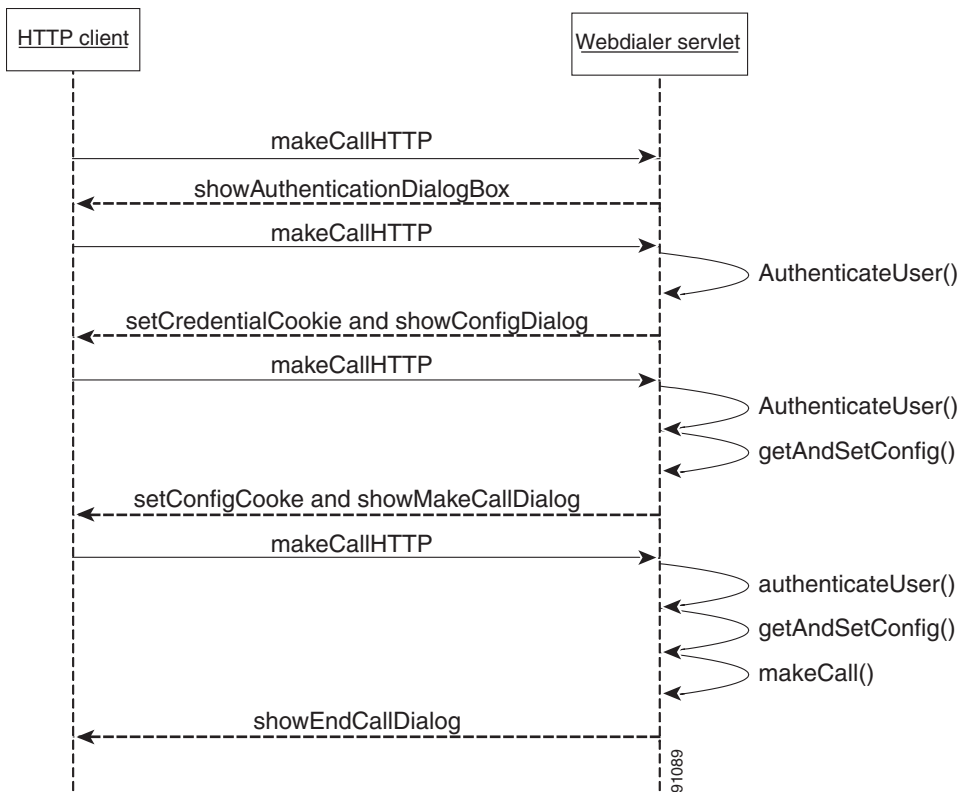 HTTP client
Webdialer servlet
makeCallHTTP
showAuthenticationDialogBox
makeCallHTTP
AuthenticateUser()
setCredentialCookie and showConfigDialog
makeCallHTTP
AuthenticateUser()
getAndSetConfig()
setConfigCooke and showMakeCallDialog
makeCallHTTP
authenticateUser()
getAndSetConfig()
makeCall()
showEndCallDialog
91089